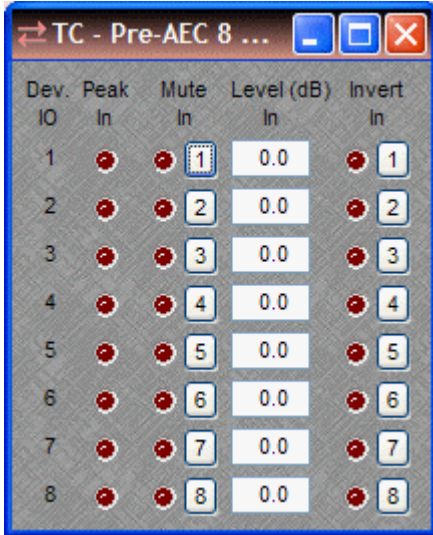 TC - Pre-AEC 8 ...
Dev. Peak Mute Level (dB) Invert
IO In In In In
1 1 0.0 1
2 2 0.0 2
3 3 0.0 3
4 4 0.0 4
5 5 0.0 5
6 6 0.0 6
7 7 0.0 7
8 8 0.0 8